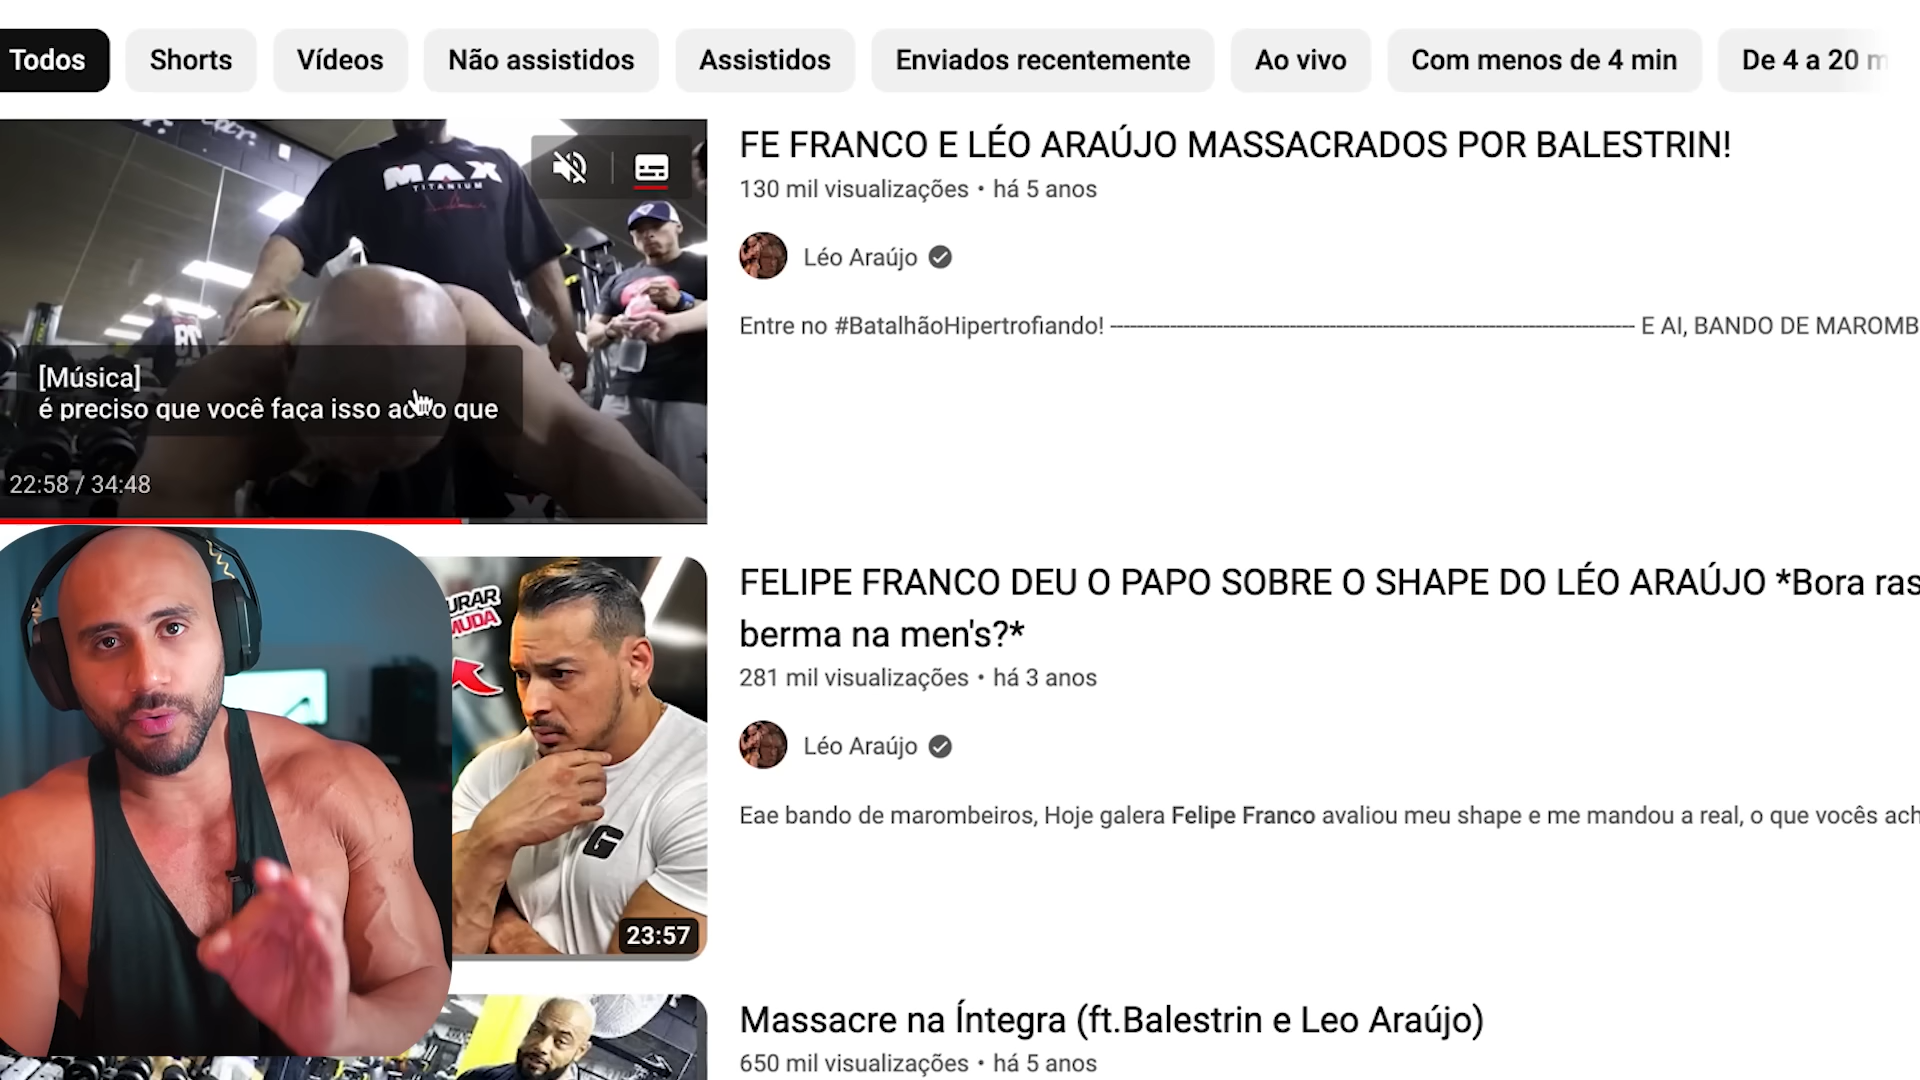 Todos
Shorts
Vídeos
Não assistidos
Assistidos
Enviados recentemente
Ao vivo
Com menos de 4 min
De 4 a 20 m
MAX
TITANIUM
[Música]
é preciso que você faça isso que
22:58 / 34:48
FE FRANCO E LÉO ARAÚJO MASSACRADOS POR BALESTRIN!
130 mil visualizações • há 5 anos
Léo Araújo
Entre no #BatalhãoHipertrofiando! ---------------------------------------------------------------------------------- E AI, BANDO DE MAROMB
URAR
MUDA
G
23:57
FELIPE FRANCO DEU O PAPO SOBRE O SHAPE DO LÉO ARAÚJO *Bora ras
berma na men's?*
281 mil visualizações • há 3 anos
Léo Araújo
Eae bando de marombeiros, Hoje galera Felipe Franco avaliou meu shape e me mandou a real, o que vocês ach
Massacre na Íntegra (ft.Balestrin e Leo Araújo)
650 mil visualizações • há 5 anos